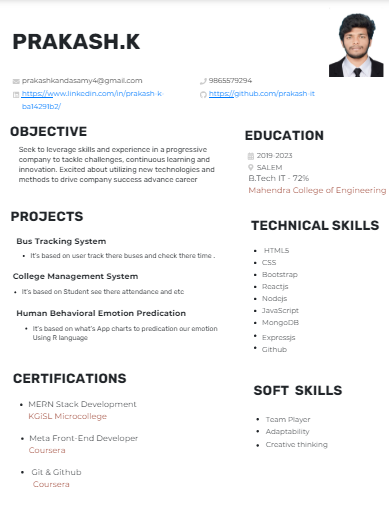 PRAKASH.K
prakashkandasamy4@gmail.com
9865579294
https://www.linkedin.com/in/prakash-k-
ba14291b2/
https://github.com/prakash-it
OBJECTIVE
Seek to leverage skills and experience in a progressive
company to tackle challenges, continuous learning and
innovation. Excited about utilizing new technologies and
methods to drive company success advance career
PROJECTS
Bus Tracking System
• It's based on user track there buses and check there time .
College Management System
• It's based on Student see there attendance and etc
Human Behavioral Emotion Predication
• It's based on what's App charts to predication our emotion
Using R language
CERTIFICATIONS
• MERN Stack Development
KGiSL Microcollege
• Meta Front-End Developer
Coursera
• Git & Github
Coursera
EDUCATION
2019-2023
SALEM
B.Tech IT - 72%
Mahendra College of Engineering
TECHNICAL SKILLS
• HTML5
• CSS
• Bootstrap
• Reactjs
• Nodejs
• JavaScript
• MongoDB
• Expressjs
• Github
SOFT SKILLS
• Team Player
• Adaptability
• Creative thinking